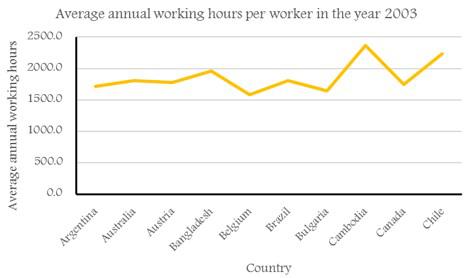 Average annual working hours per worker in the year 2003
Average annual working hours
2500.0
2000.0
1500.0
1000.0
500.0
0.0
Argentina
Australia
Austria
Bangladesh
Belgium
Brazil
Bulgaria
Cambodia
Canada
Chile
Country